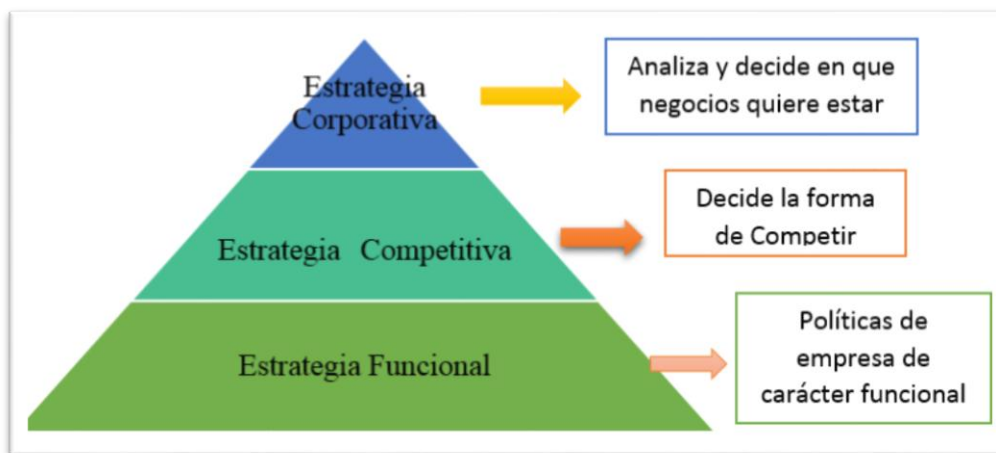 Estrategia
Corporativa
Analiza y decide en que
negocios quiere estar
Estrategia Competitiva
Decide la forma
de Competir
Estrategia Funcional
Políticas de
empresa de
carácter funcional